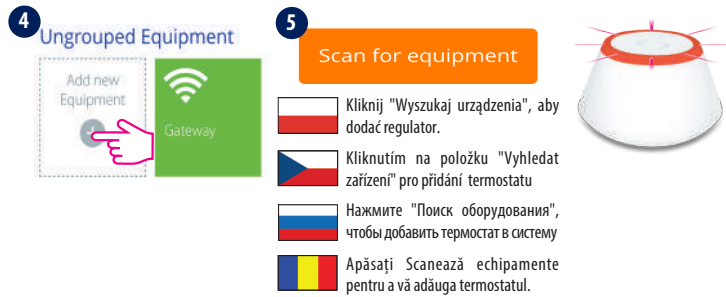 4
Ungrouped Equipment
Add new
Equipment
Gateway
5
Scan for equipment
Kliknij "Wyszukaj urządzenia", aby
dodać regulator.
Kliknutím na položku "Vyhledat
zařízení" pro přidání termostatu
Нажмите "Поиск оборудования",
чтобы добавить термостат в систему
Apăsați Scanează echipamente
pentru a vă adăuga termostatul.